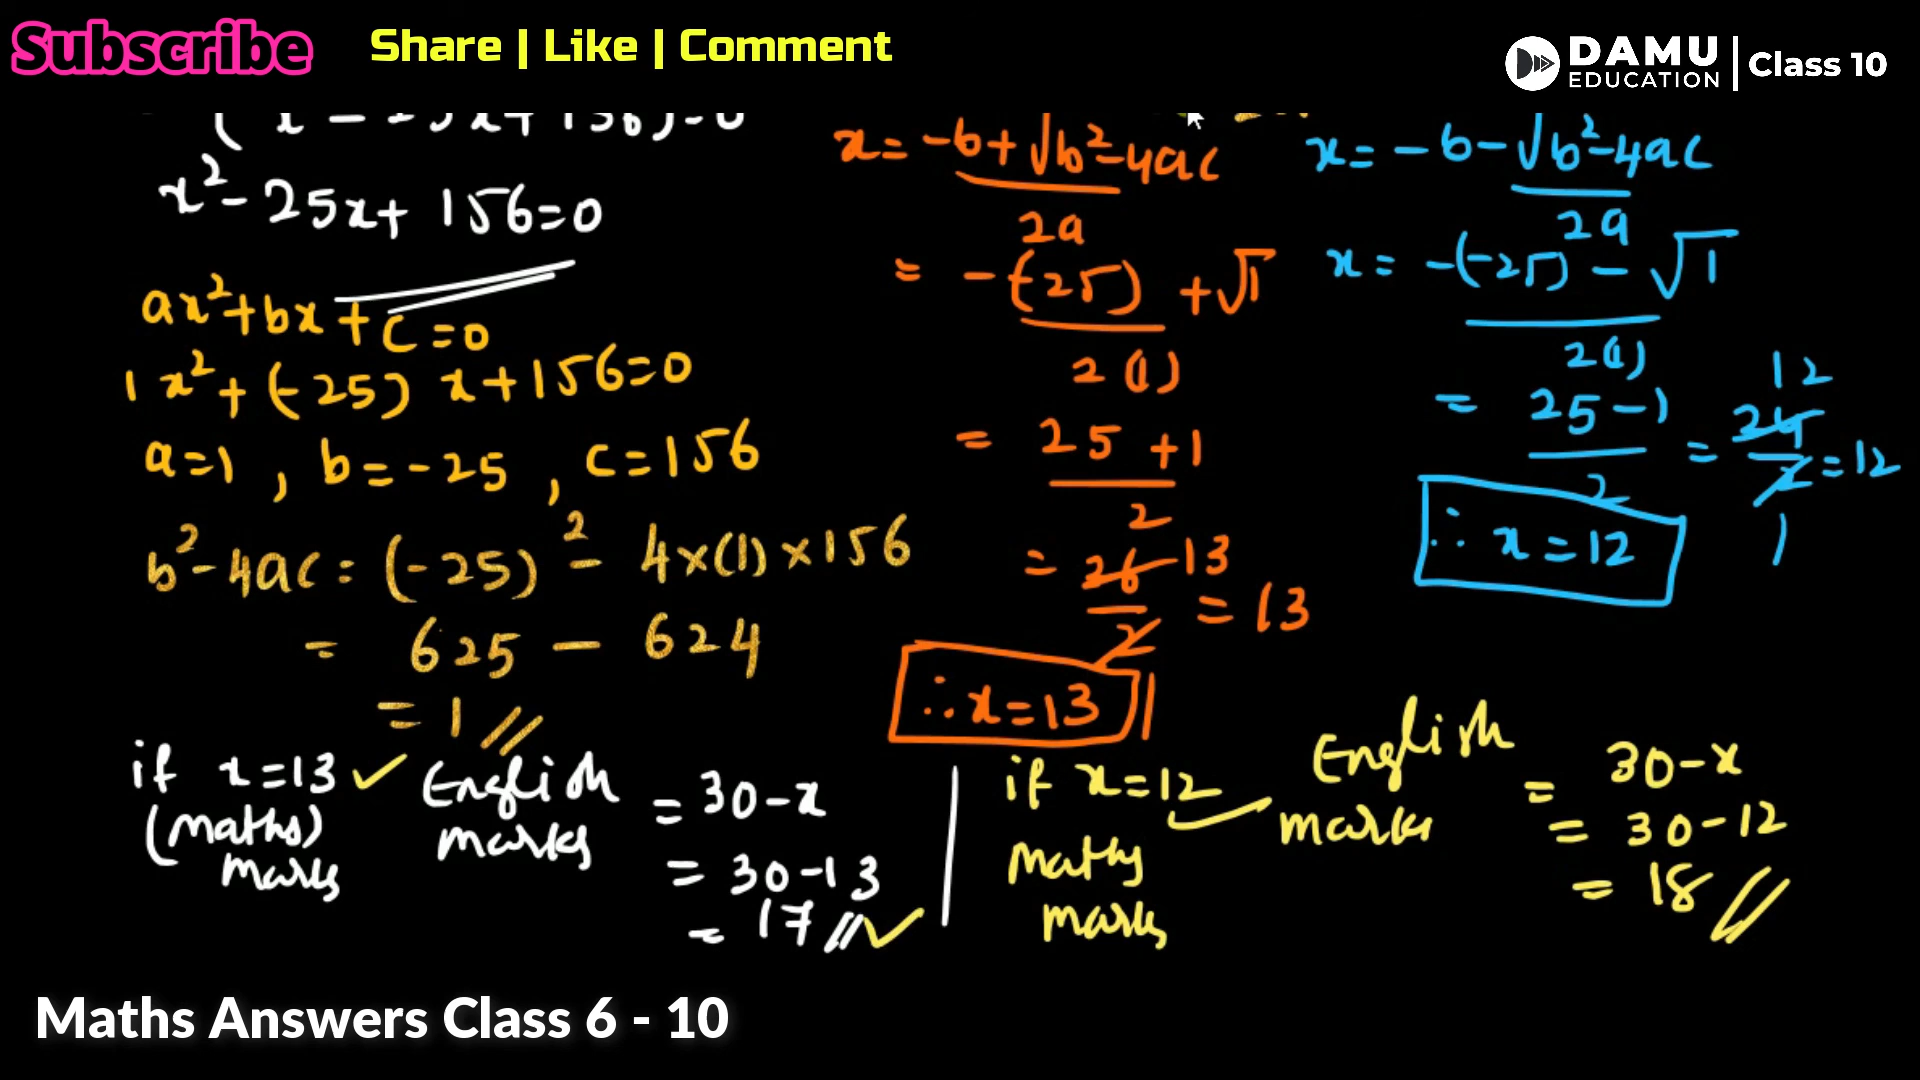 Subscribe
Share | Like | Comment
DAMU EDUCATION | Class 10
x² - 25x + 156 = 0
ax² + bx + c = 0
1x² + (-25) x + 156 = 0
a = 1 , b = -25 , c = 156
b² - 4ac = (-25)² - 4×(1)×156
= 625 - 624
= 1 //
x = -b + √b² - 4ac
2a
= -(-25) + √1
2(1)
= 25 + 1
2
= 26 13
2
= 13
∴ x = 13
x = -b - √b² - 4ac
2a
x = -(-25) - √1
2(1)
= 25 - 1
2
12
= 24
2
= 12
1
∴ x = 12
if x = 13 ✓
(maths)
marks
English
marks
= 30 - x
= 30 - 13
= 17 // ✓
if x = 12
maths
marks
English
marks
= 30 - x
= 30 - 12
= 18 //
Maths Answers Class 6 - 10